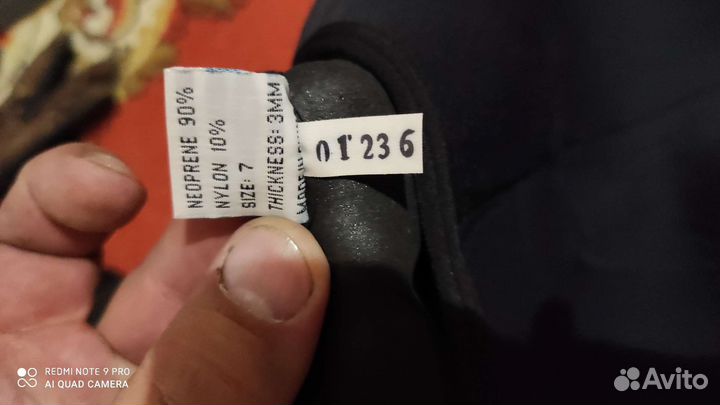 NEOPRENE 90%
NYLON 10%
SIZE: 7
THICKNESS: 3MM
01236
REDMI NOTE 9 PRO
AI QUAD CAMERA
Avito